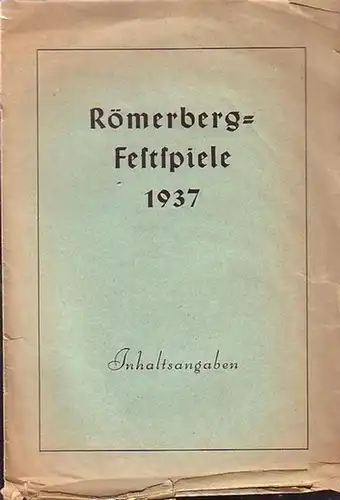 Römerberg=
Feſtſpiele
1937
Inhaltsangaben